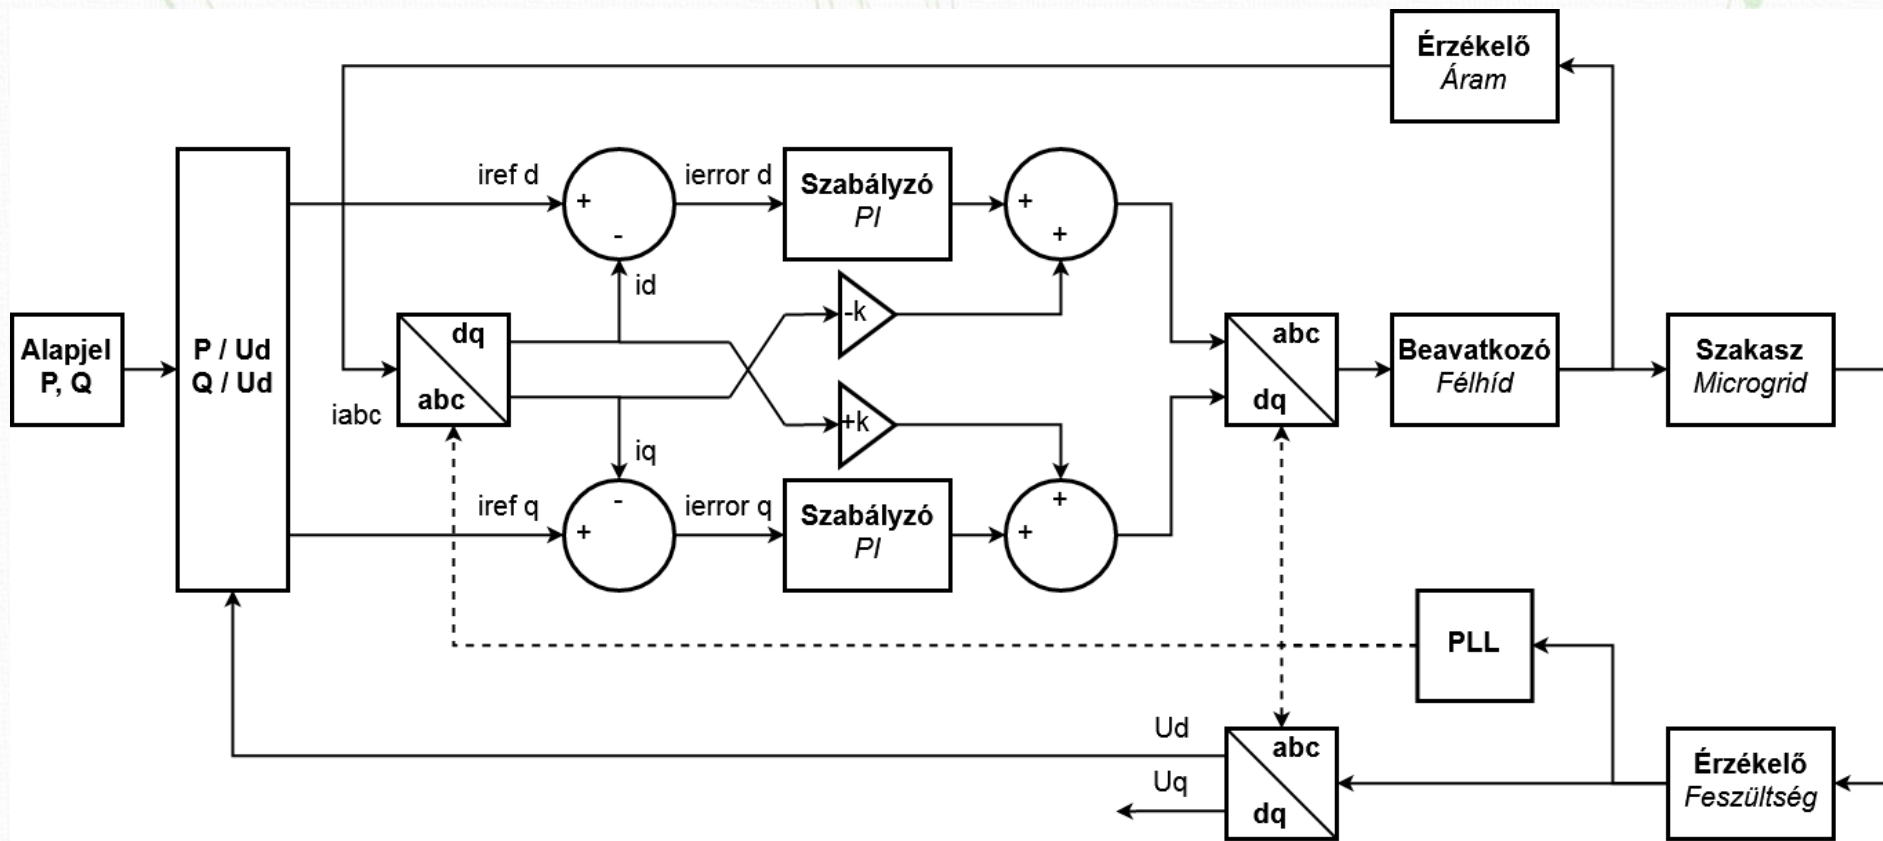 Érzékelő
Áram
iref d
+
-
ierror d
Szabályzó
PI
+
+
id
-k
Alapjel
P, Q
P / Ud
Q / Ud
dq
abc
iabc
+k
abc
dq
Beavatkozó
Félhíd
Szakasz
Microgrid
iq
iref q
-
+
ierror q
Szabályzó
PI
+
+
PLL
Ud
Uq
abc
dq
Érzékelő
Feszültség